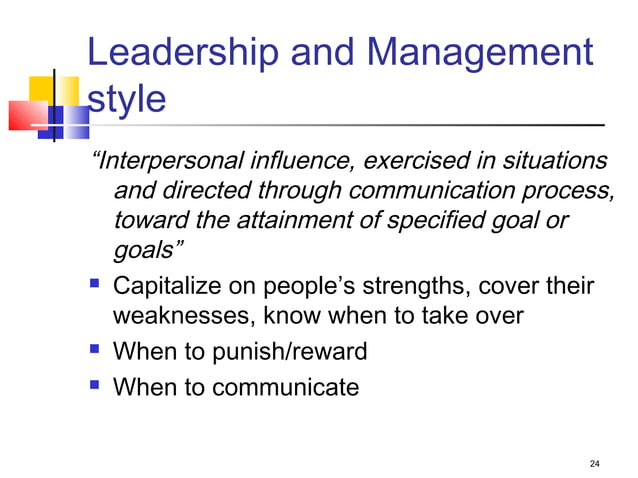 Leadership and Management
style
“Interpersonal influence, exercised in situations
and directed through communication process,
toward the attainment of specified goal or
goals”
Capitalize on people’s strengths, cover their
weaknesses, know when to take over
When to punish/reward
When to communicate
24